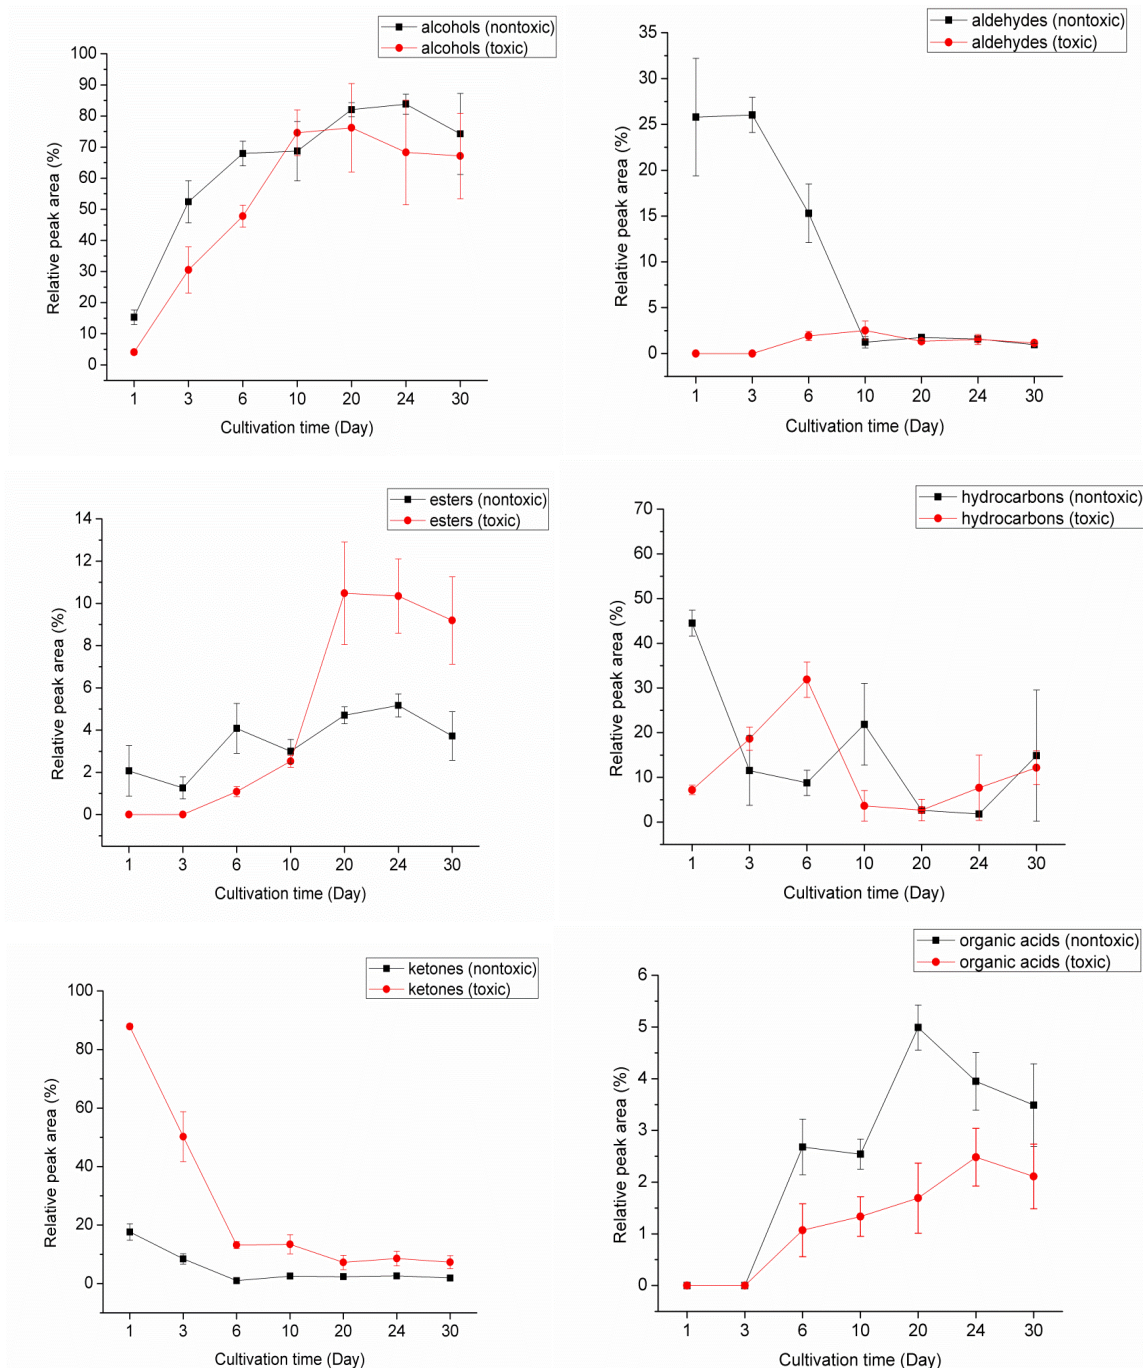 alcohols (nontoxic)
alcohols (toxic)
100
90
80
70
60
50
40
30
20
10
0
Relative peak area (%)
1 3 6 10 20 24 30
Cultivation time (Day)
aldehydes (nontoxic)
aldehydes (toxic)
35
30
25
20
15
10
5
0
Relative peak area (%)
1 3 6 10 20 24 30
Cultivation time (Day)
esters (nontoxic)
esters (toxic)
14
12
10
8
6
4
2
0
Relative peak area (%)
1 3 6 10 20 24 30
Cultivation time (Day)
hydrocarbons (nontoxic)
hydrocarbons (toxic)
70
60
50
40
30
20
10
0
Relative peak area (%)
1 3 6 10 20 24 30
Cultivation time (Day)
ketones (nontoxic)
ketones (toxic)
100
80
60
40
20
0
Relative peak area (%)
1 3 6 10 20 24 30
Cultivation time (Day)
organic acids (nontoxic)
organic acids (toxic)
6
5
4
3
2
1
0
Relative peak area (%)
1 3 6 10 20 24 30
Cultivation time (Day)